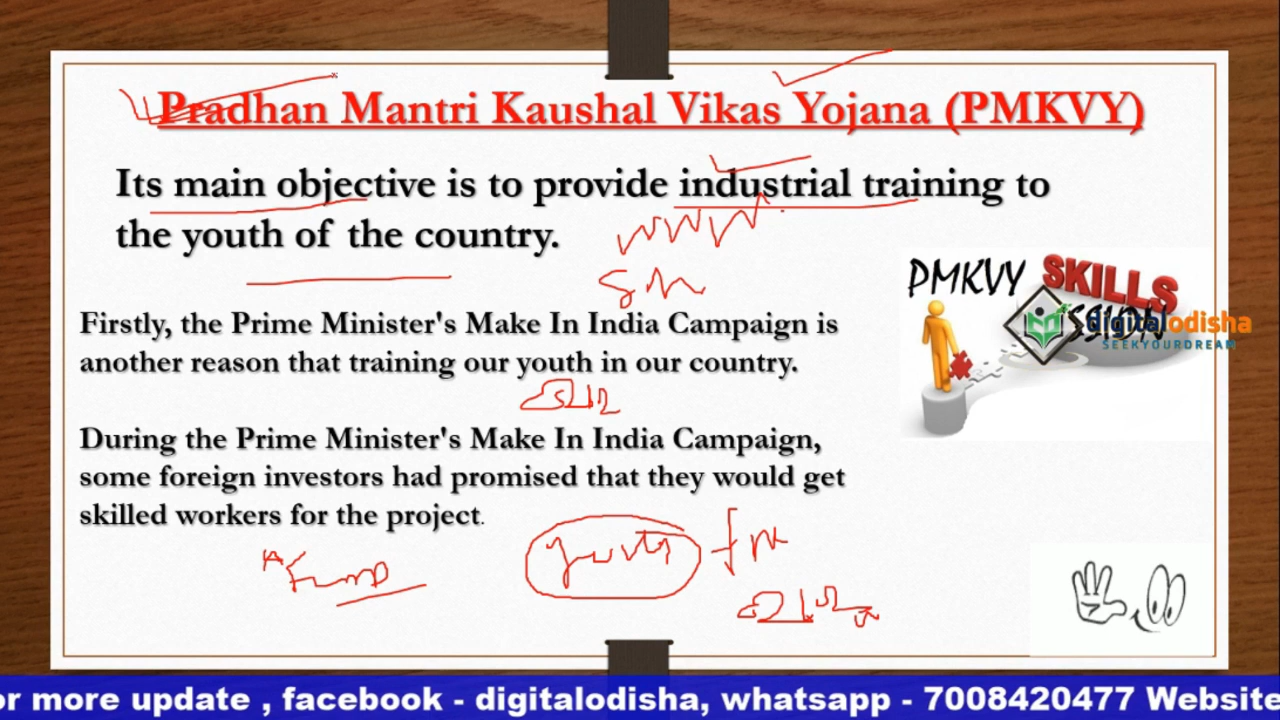 Pradhan Mantri Kaushal Vikas Yojana (PMKVY)
Its main objective is to provide industrial training to
the youth of the country.
www.
PMKVY SKILLS
digitalodisha
SEEKYOURDREAM
Firstly, the Prime Minister's Make In India Campaign is
another reason that training our youth in our country.
During the Prime Minister's Make In India Campaign,
some foreign investors had promised that they would get
skilled workers for the project.
or more update , facebook - digitalodisha, whatsapp - 7008420477 Website